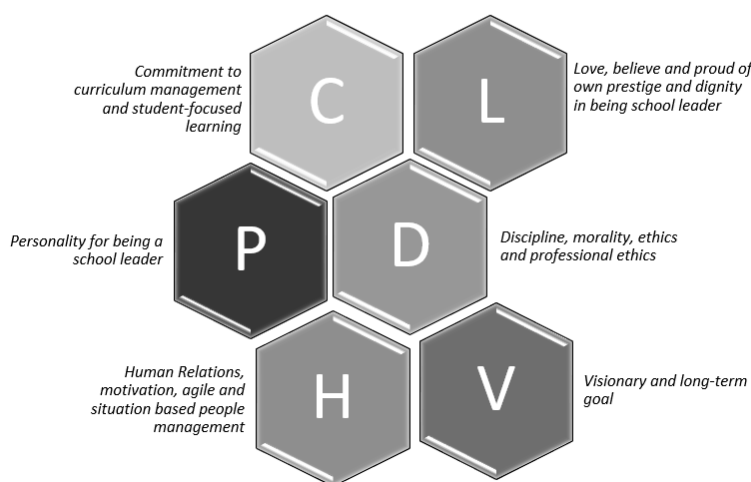 Commitment to
curriculum management
and student-focused
learning
C
L
Love, believe and proud of
own prestige and dignity
in being school leader
Personality for being a
school leader
P
D
Discipline, morality, ethics
and professional ethics
Human Relations,
motivation, agile and
situation based people
management
H
V
Visionary and long-term
goal